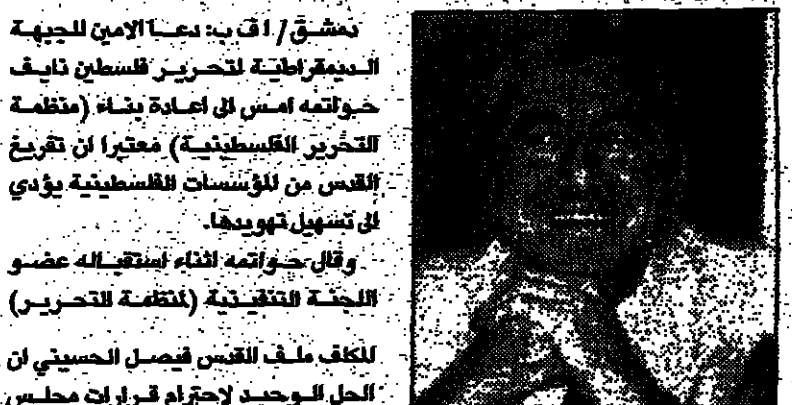 دمشق / ا ف ب: دعا الامين للجبهة
الديمقراطية لتحرير فلسطين نايف
حواتمه امس الى اعادة بناء (منظمة
التحرير الفلسطينية) معتبرا ان تفريغ
القدس من المؤسسات الفلسطينية يؤدي
الى تسهيل تهويدها.
وقال حواتمه اثناء استقباله عضو
اللجنة التنفيذية (لمنظمة التحرير)
المكلف ملف القدس فيصل الحسيني ان
الحل الوحيد لاحترام قرارات مجلس